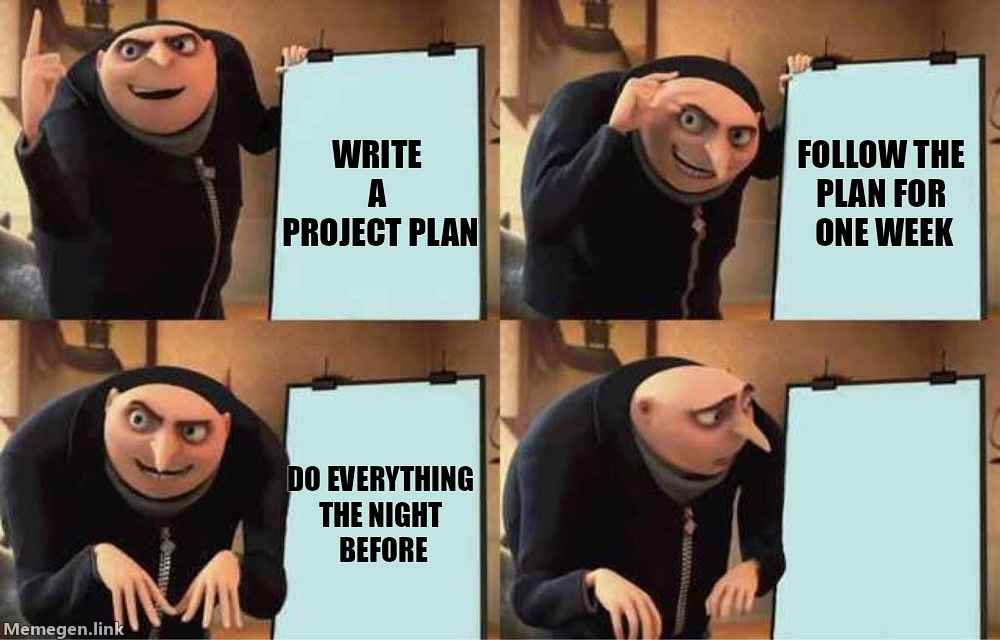 WRITE
A
PROJECT PLAN
FOLLOW THE
PLAN FOR
ONE WEEK
DO EVERYTHING
THE NIGHT
BEFORE
Memegen.link